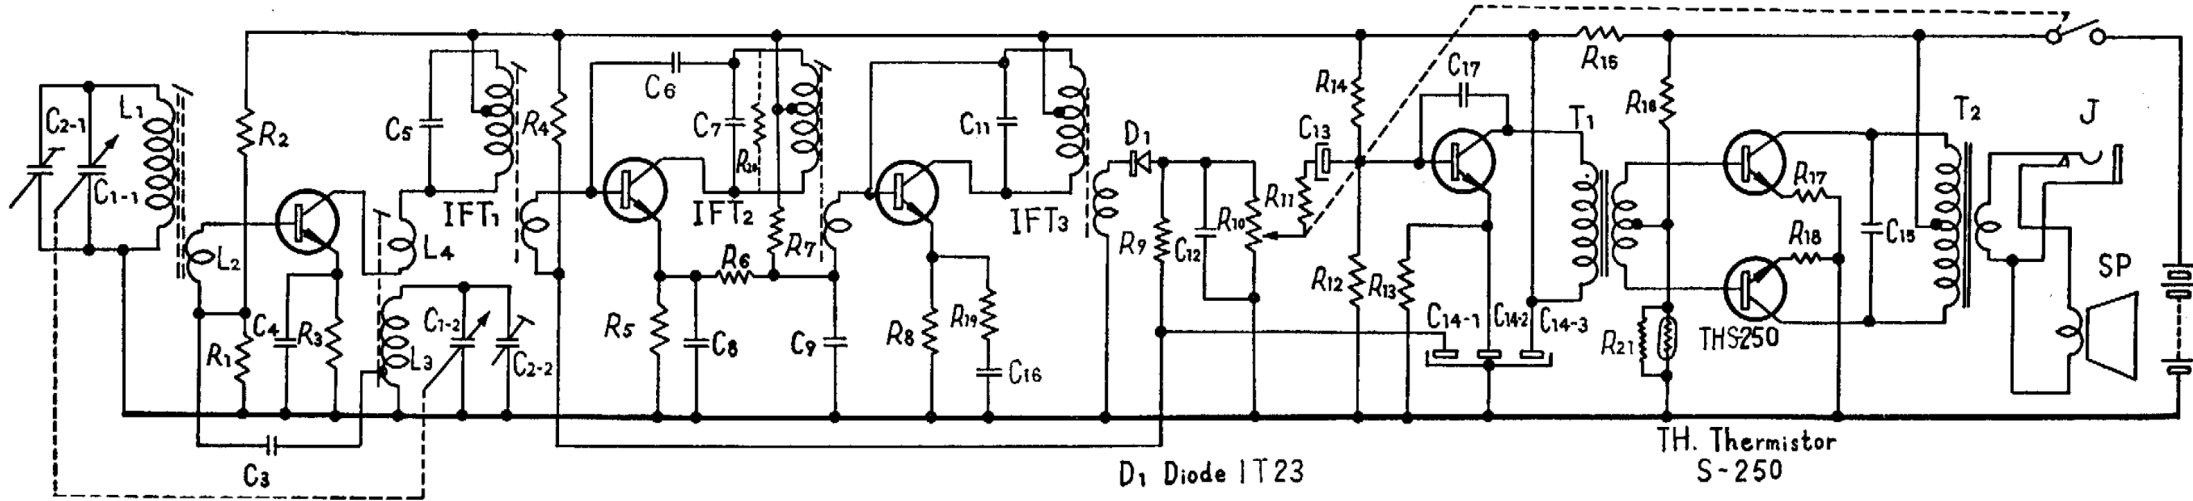 C2-1
L1
C1-1
L2
R2
R1
C3
C4
R3
L4
L3
C1-2
C2-2
C5
IFT1
R4
C6
C7
R20
IFT2
R7
R6
R5
C8
C9
C11
IFT3
R8
R19
C16
D1
R9
C12
R10
R11
C13
R14
R12
R13
C17
C14-1
C14-2
C14-3
T1
R15
R16
R21
R17
R18
THS-250
C15
T2
J
SP
D1 Diode IT23
TH. Thermistor
S-250